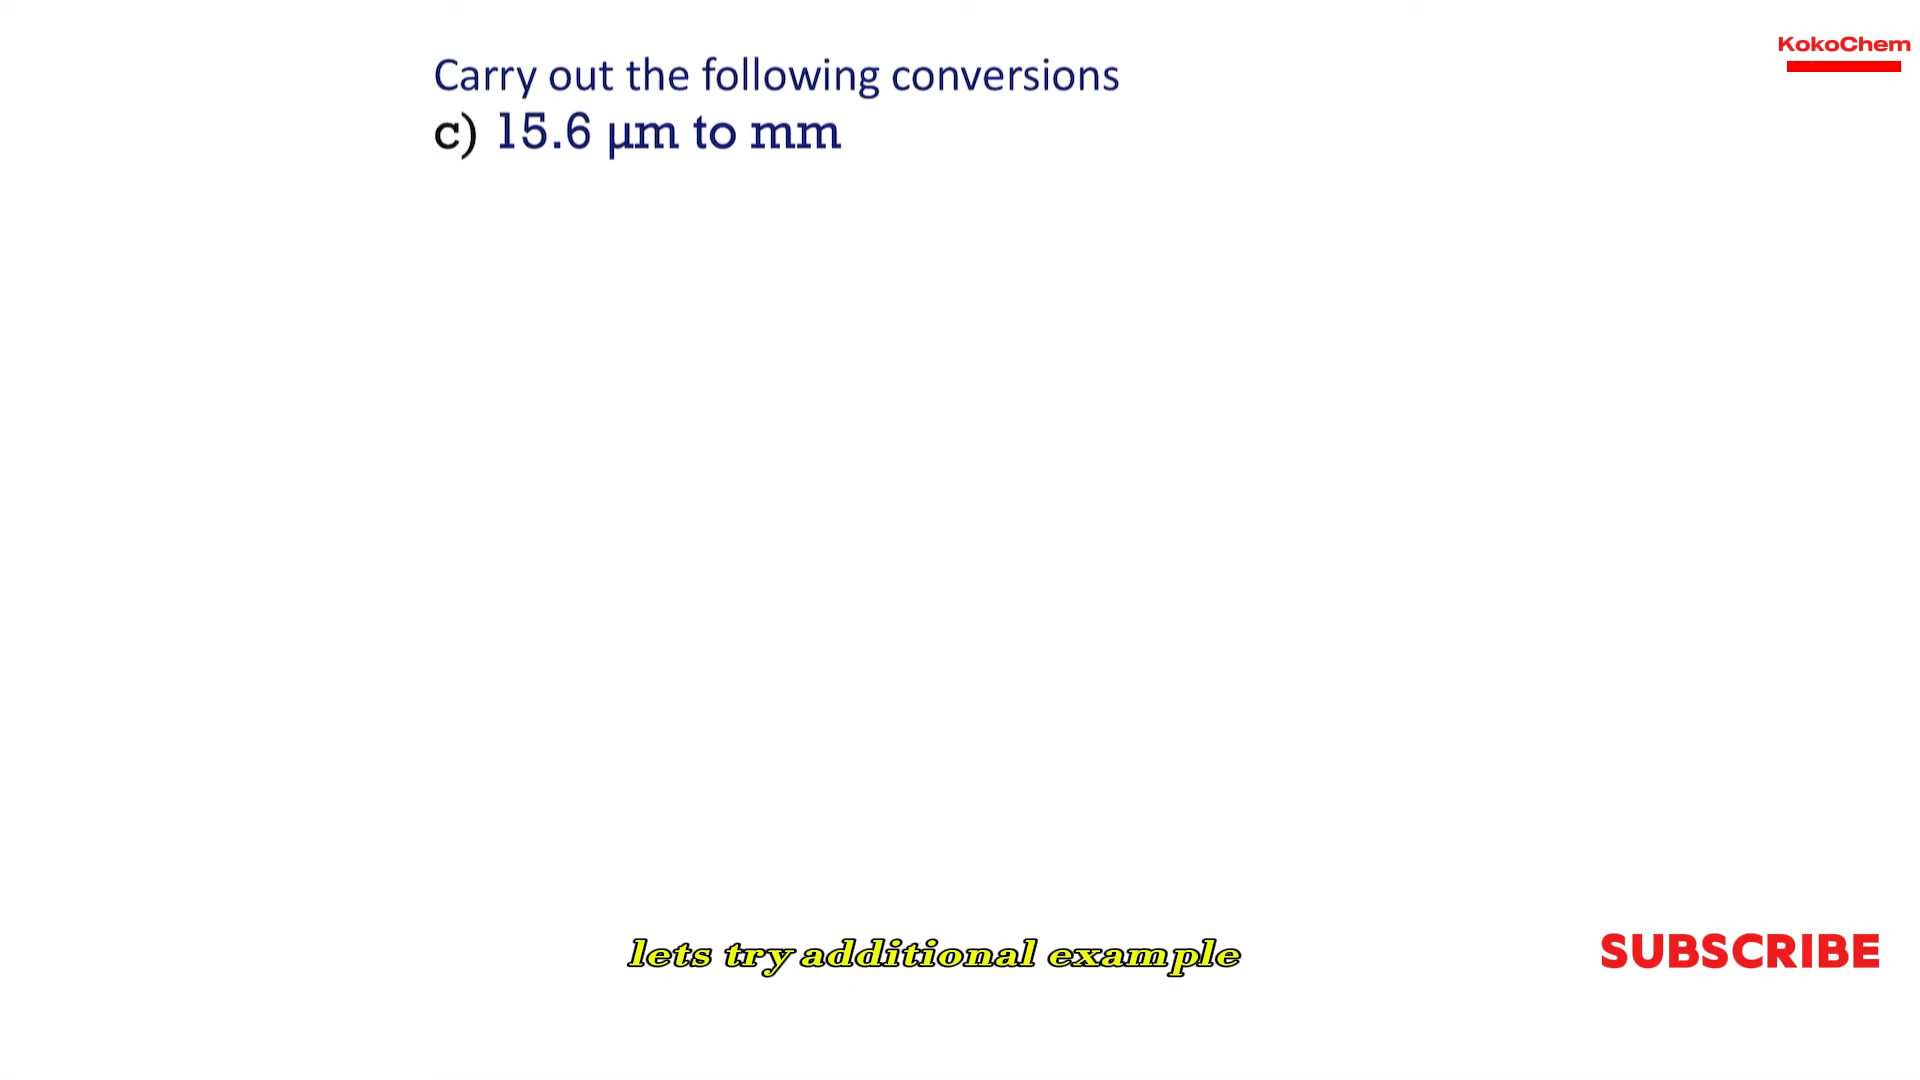 KokoChem
Carry out the following conversions
c) 15.6 µm to mm
lets try additional example
SUBSCRIBE